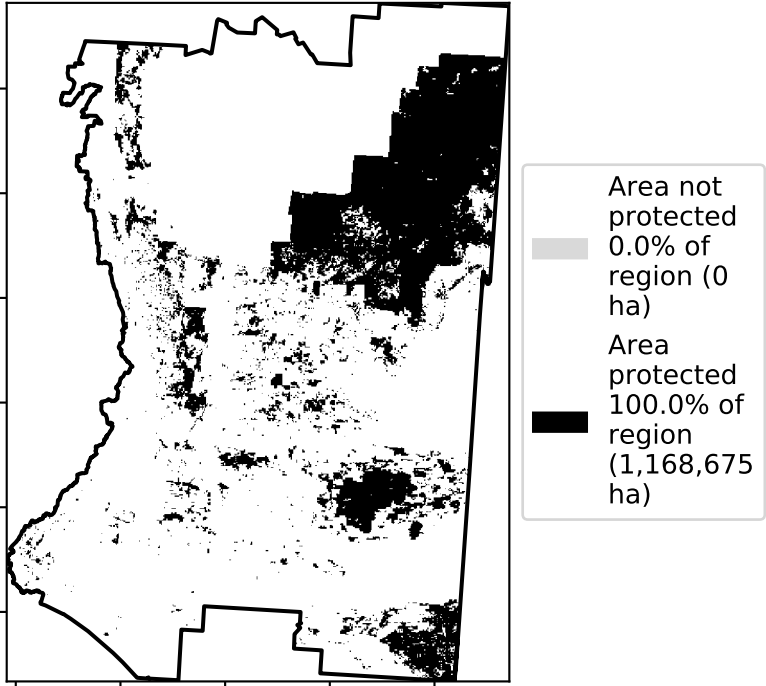 Area not
protected
0.0% of
region (0
ha)
Area
protected
100.0% of
region
(1,168,675
ha)